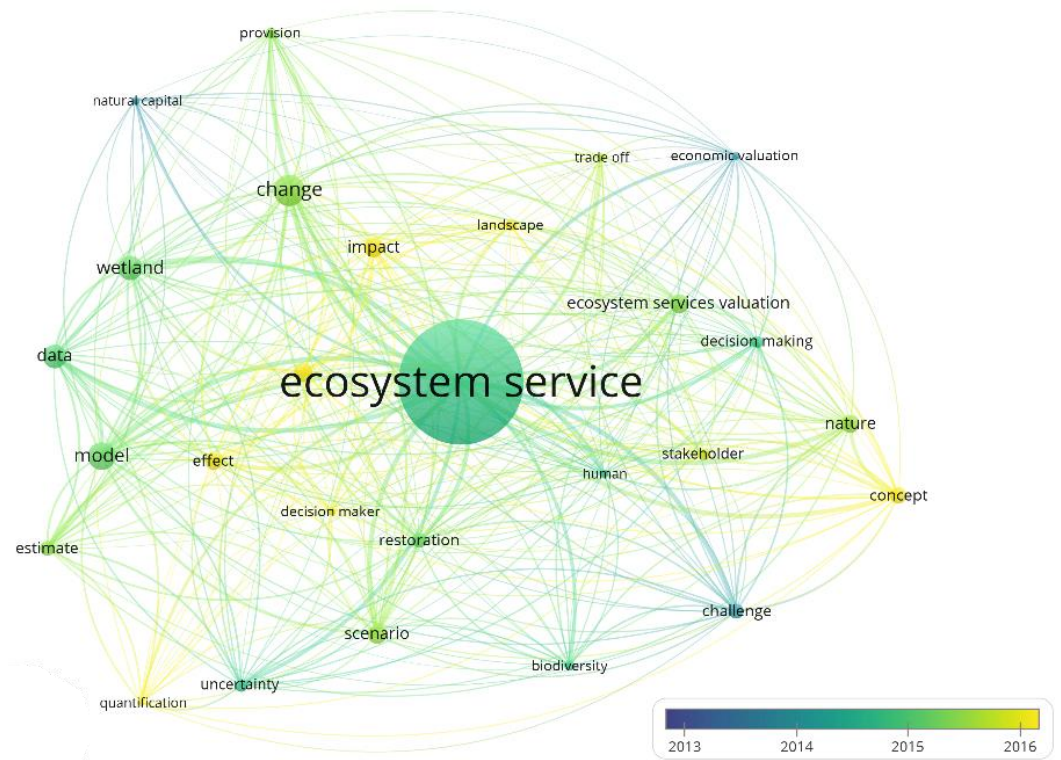 provision
natural capital
trade off
economic valuation
change
landscape
impact
wetland
ecosystem services valuation
decision making
data
ecosystem service
nature
model
effect
stakeholder
human
concept
decision maker
restoration
estimate
challenge
scenario
biodiversity
uncertainty
quantification
2013
2014
2015
2016